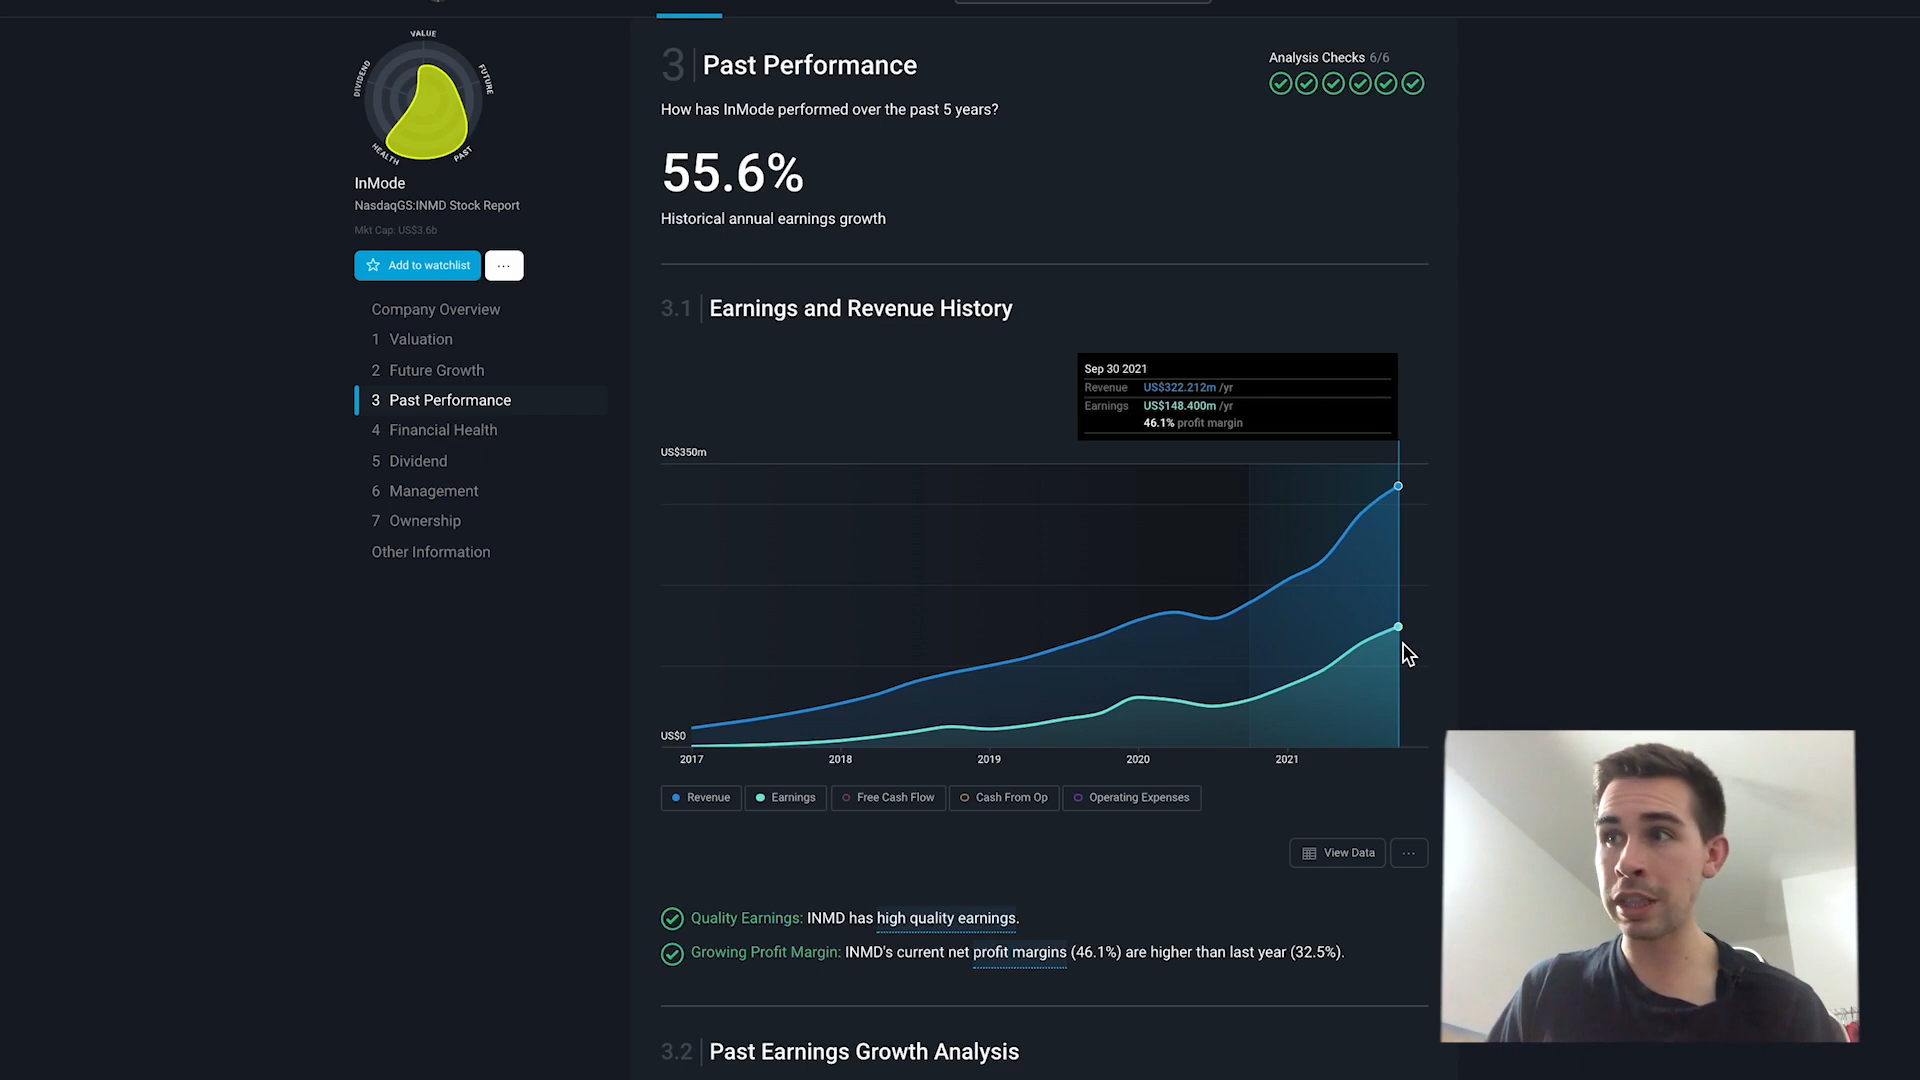 VALUE
FUTURE
PAST
HEALTH
DIVIDEND
InMode
NasdaqGS:INMD Stock Report
Mkt Cap: US$3.6b
Add to watchlist
...
Company Overview
1 Valuation
2 Future Growth
3 Past Performance
4 Financial Health
5 Dividend
6 Management
7 Ownership
Other Information
3 Past Performance
Analysis Checks 6/6
How has InMode performed over the past 5 years?
55.6%
Historical annual earnings growth
3.1 Earnings and Revenue History
Sep 30 2021
Revenue US$322.212m /yr
Earnings US$148.400m /yr
46.1% profit margin
US$350m
US$0
2017 2018 2019 2020 2021
Revenue Earnings Free Cash Flow Cash From Op Operating Expenses
View Data ...
Quality Earnings: INMD has high quality earnings.
Growing Profit Margin: INMD's current net profit margins (46.1%) are higher than last year (32.5%).
3.2 Past Earnings Growth Analysis